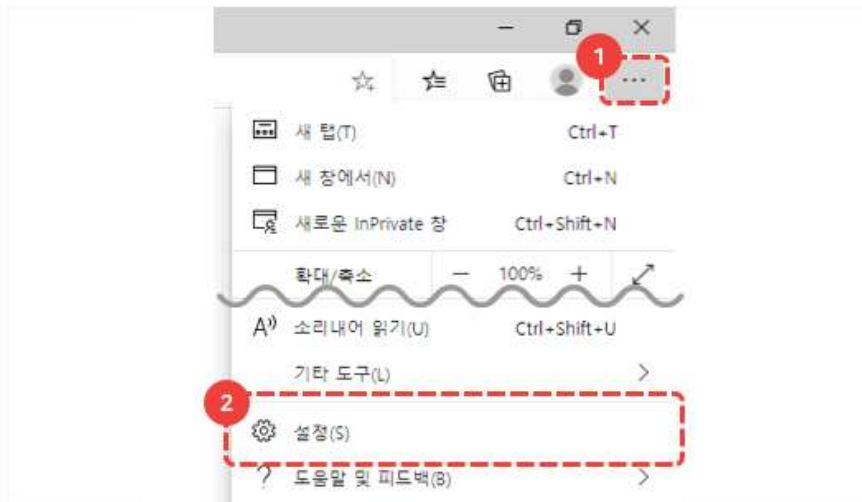 1
...
새 탭(T) Ctrl+T
새 창에서(N) Ctrl+N
새로운 InPrivate 창 Ctrl+Shift+N
확대/축소 — 100% +
A 소리내어 읽기(U) Ctrl+Shift+U
기타 도구(L)
2
설정(S)
? 도움말 및 피드백(B)